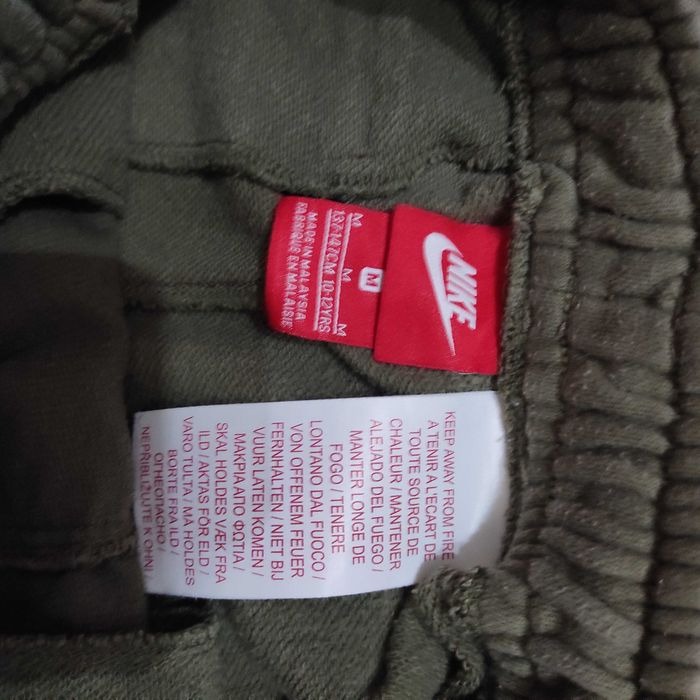 NIKE
M
M M M
137-147CM 10-12YRS
MADE IN MALAYSIA
FABRIQUÉ EN MALAISIE
KEEP AWAY FROM FIRE
A TENIR A L'ECART DE
TOUTE SOURCE DE
CHALEUR / MANTENER
ALEJADO DEL FUEGO /
MANTER LONGE DE
FOGO / TENERE
LONTANO DAL FUOCO /
VON OFFENEM FEUER
FERNHALTEN / NIET BIJ
VUUR LATEN KOMEN /
ΜΑΚΡΙΑ ΑΠΟ ΦΩΤΙΑ /
SKAL HOLDES VÆK FRA
ILD / AKTAS FÖR ELD /
VARO TULTA / MÅ HOLDES
BORTE FRA ILD /
ОГНЕОПАСНО /
NEPŘIBLIŽUJTE K OHNI /